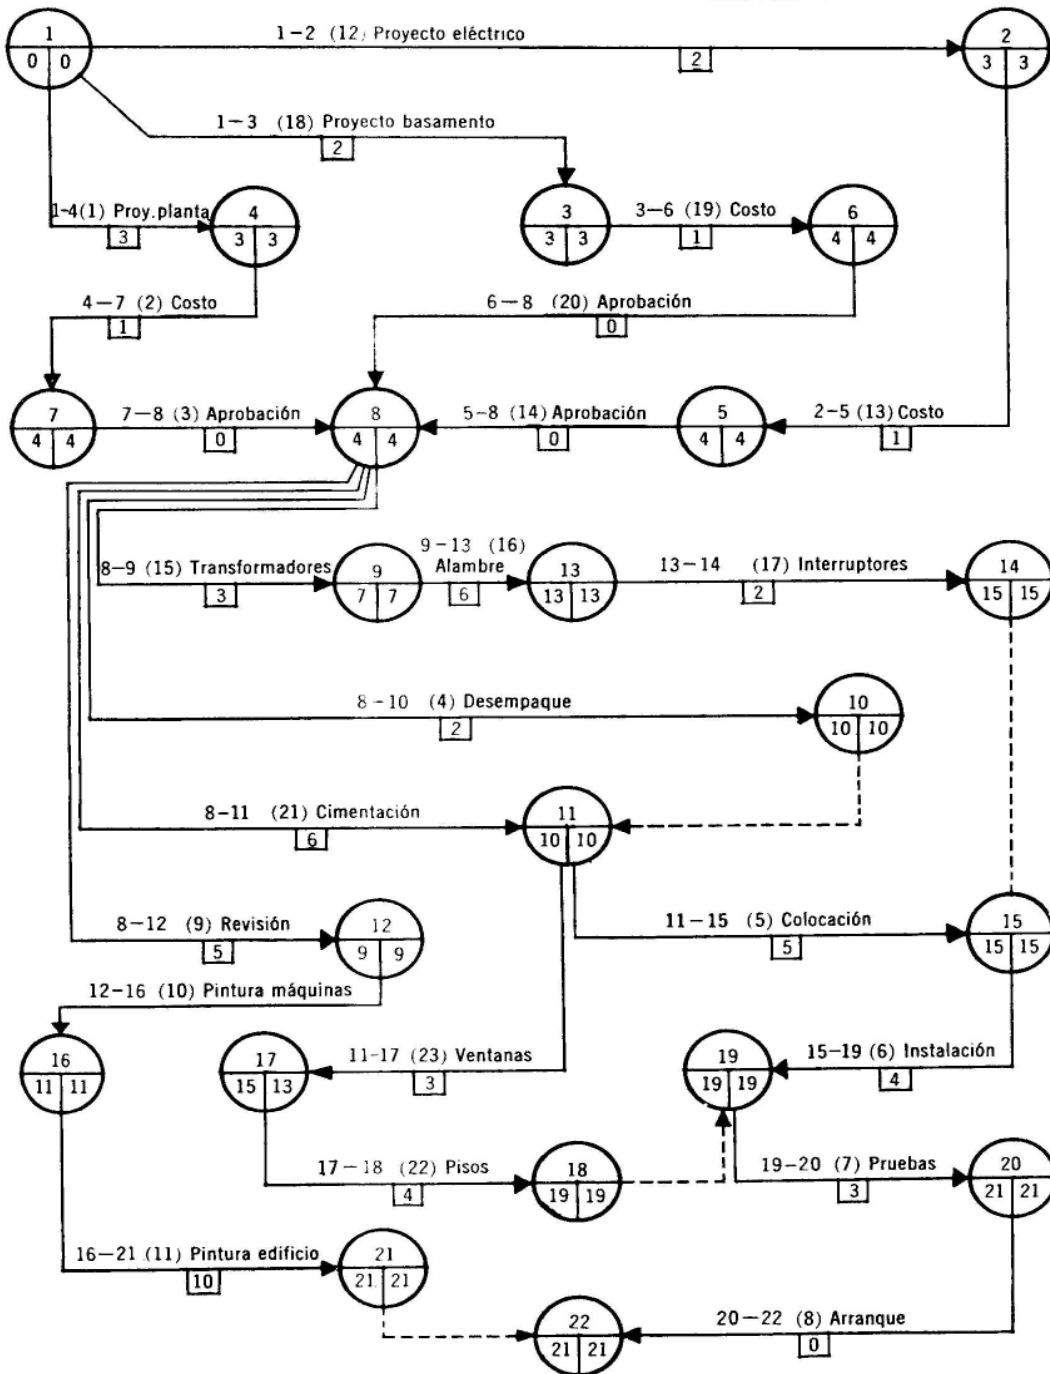 1
0 0
1-2 (12) Proyecto eléctrico
2
2
3 3
1-3 (18) Proyecto basamento
2
1-4(1) Proy. planta
3
4
3 3
3
3 3
3-6 (19) Costo
1
6
4 4
4-7 (2) Costo
1
6-8 (20) Aprobación
0
7
4 4
7-8 (3) Aprobación
0
8
4 4
5-8 (14) Aprobación
0
5
4 4
2-5 (13) Costo
1
8-9 (15) Transformadores
3
9
7 7
9-13 (16)
Alambre
6
13
13 13
13-14 (17) Interruptores
2
14
15 15
8-10 (4) Desempaque
2
10
10 10
8-11 (21) Cimentación
6
11
10 10
8-12 (9) Revisión
5
12
9 9
11-15 (5) Colocación
5
15
15 15
12-16 (10) Pintura máquinas
16
11 11
17
15 13
11-17 (23) Ventanas
3
19
19 19
15-19 (6) Instalación
4
17-18 (22) Pisos
4
18
19 19
19-20 (7) Pruebas
3
20
21 21
16-21 (11) Pintura edificio
10
21
21 21
22
21 21
20-22 (8) Arranque
0